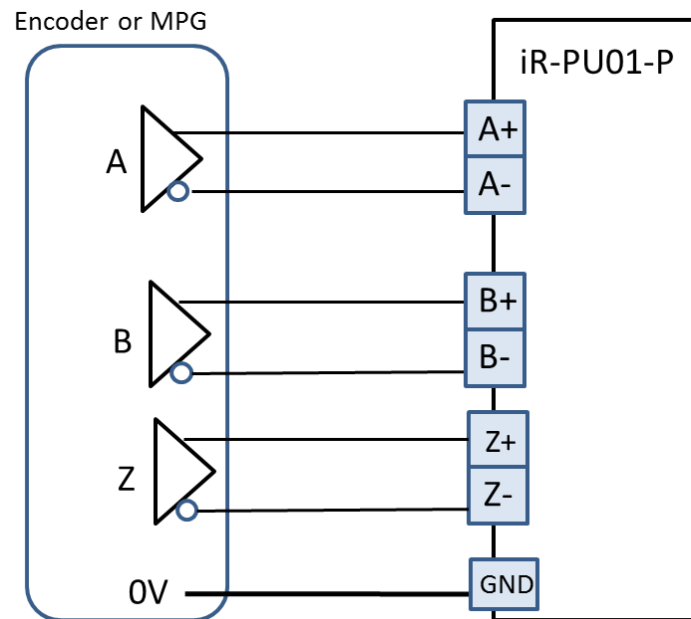 Encoder or MPG
iR-PU01-P
A
A+
A-
B
B+
B-
Z
Z+
Z-
0V
GND